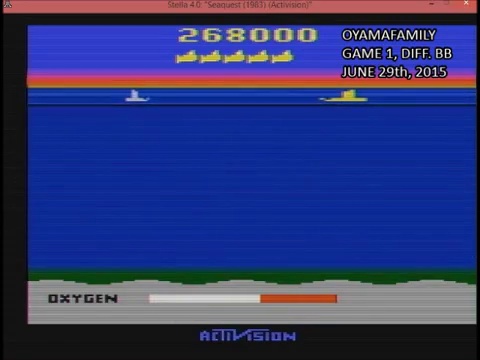 Stella 4.0: "Seaquest (1983) (Activision)"
268000
OYAMAFAMILY
GAME 1, DIFF. BB
JUNE 29th, 2015
OXYGEN
ACTIVISION